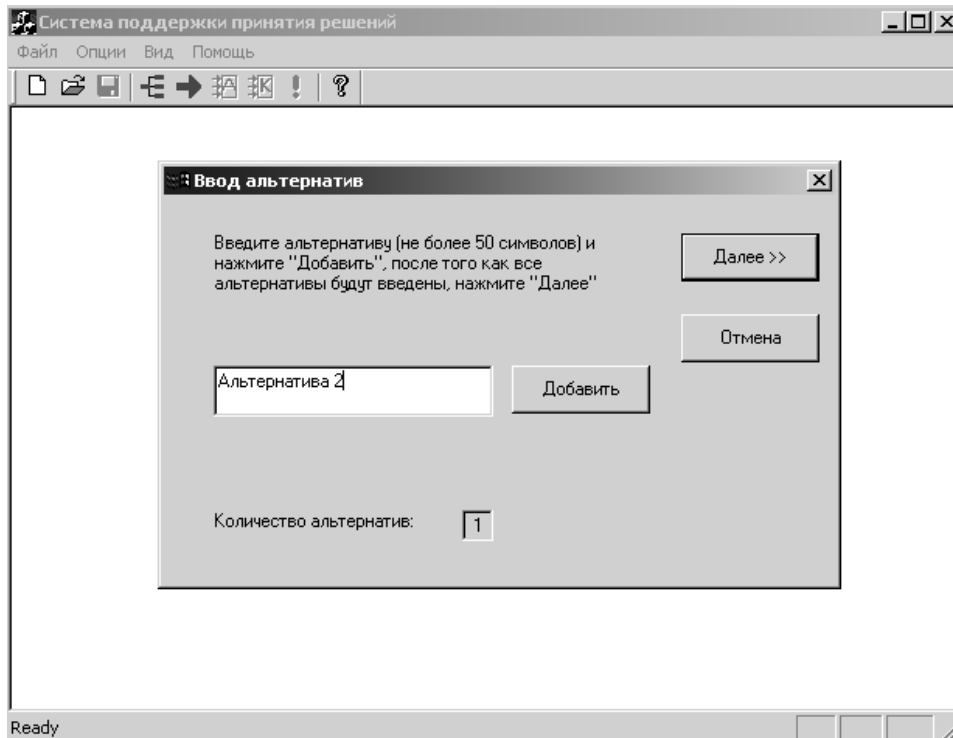 Система поддержки принятия решений
Файл Опции Вид Помощь
Ввод альтернатив
Введите альтернативу (не более 50 символов) и
нажмите "Добавить", после того как все
альтернативы будут введены, нажмите "Далее"
Далее >>
Отмена
Альтернатива 2
Добавить
Количество альтернатив: 1
Ready